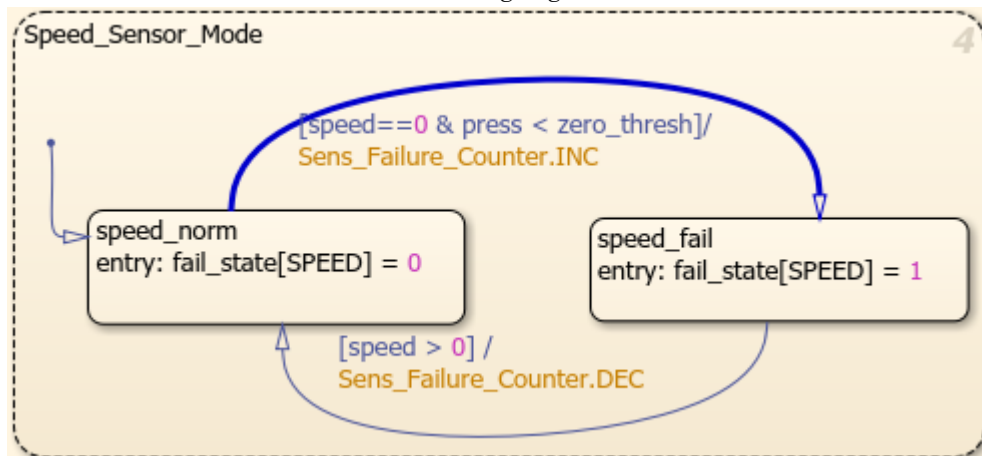 Speed_Sensor_Mode
4
[speed==0 & press < zero_thresh]/
Sens_Failure_Counter.INC
speed_norm
entry: fail_state[SPEED] = 0
speed_fail
entry: fail_state[SPEED] = 1
[speed > 0] /
Sens_Failure_Counter.DEC